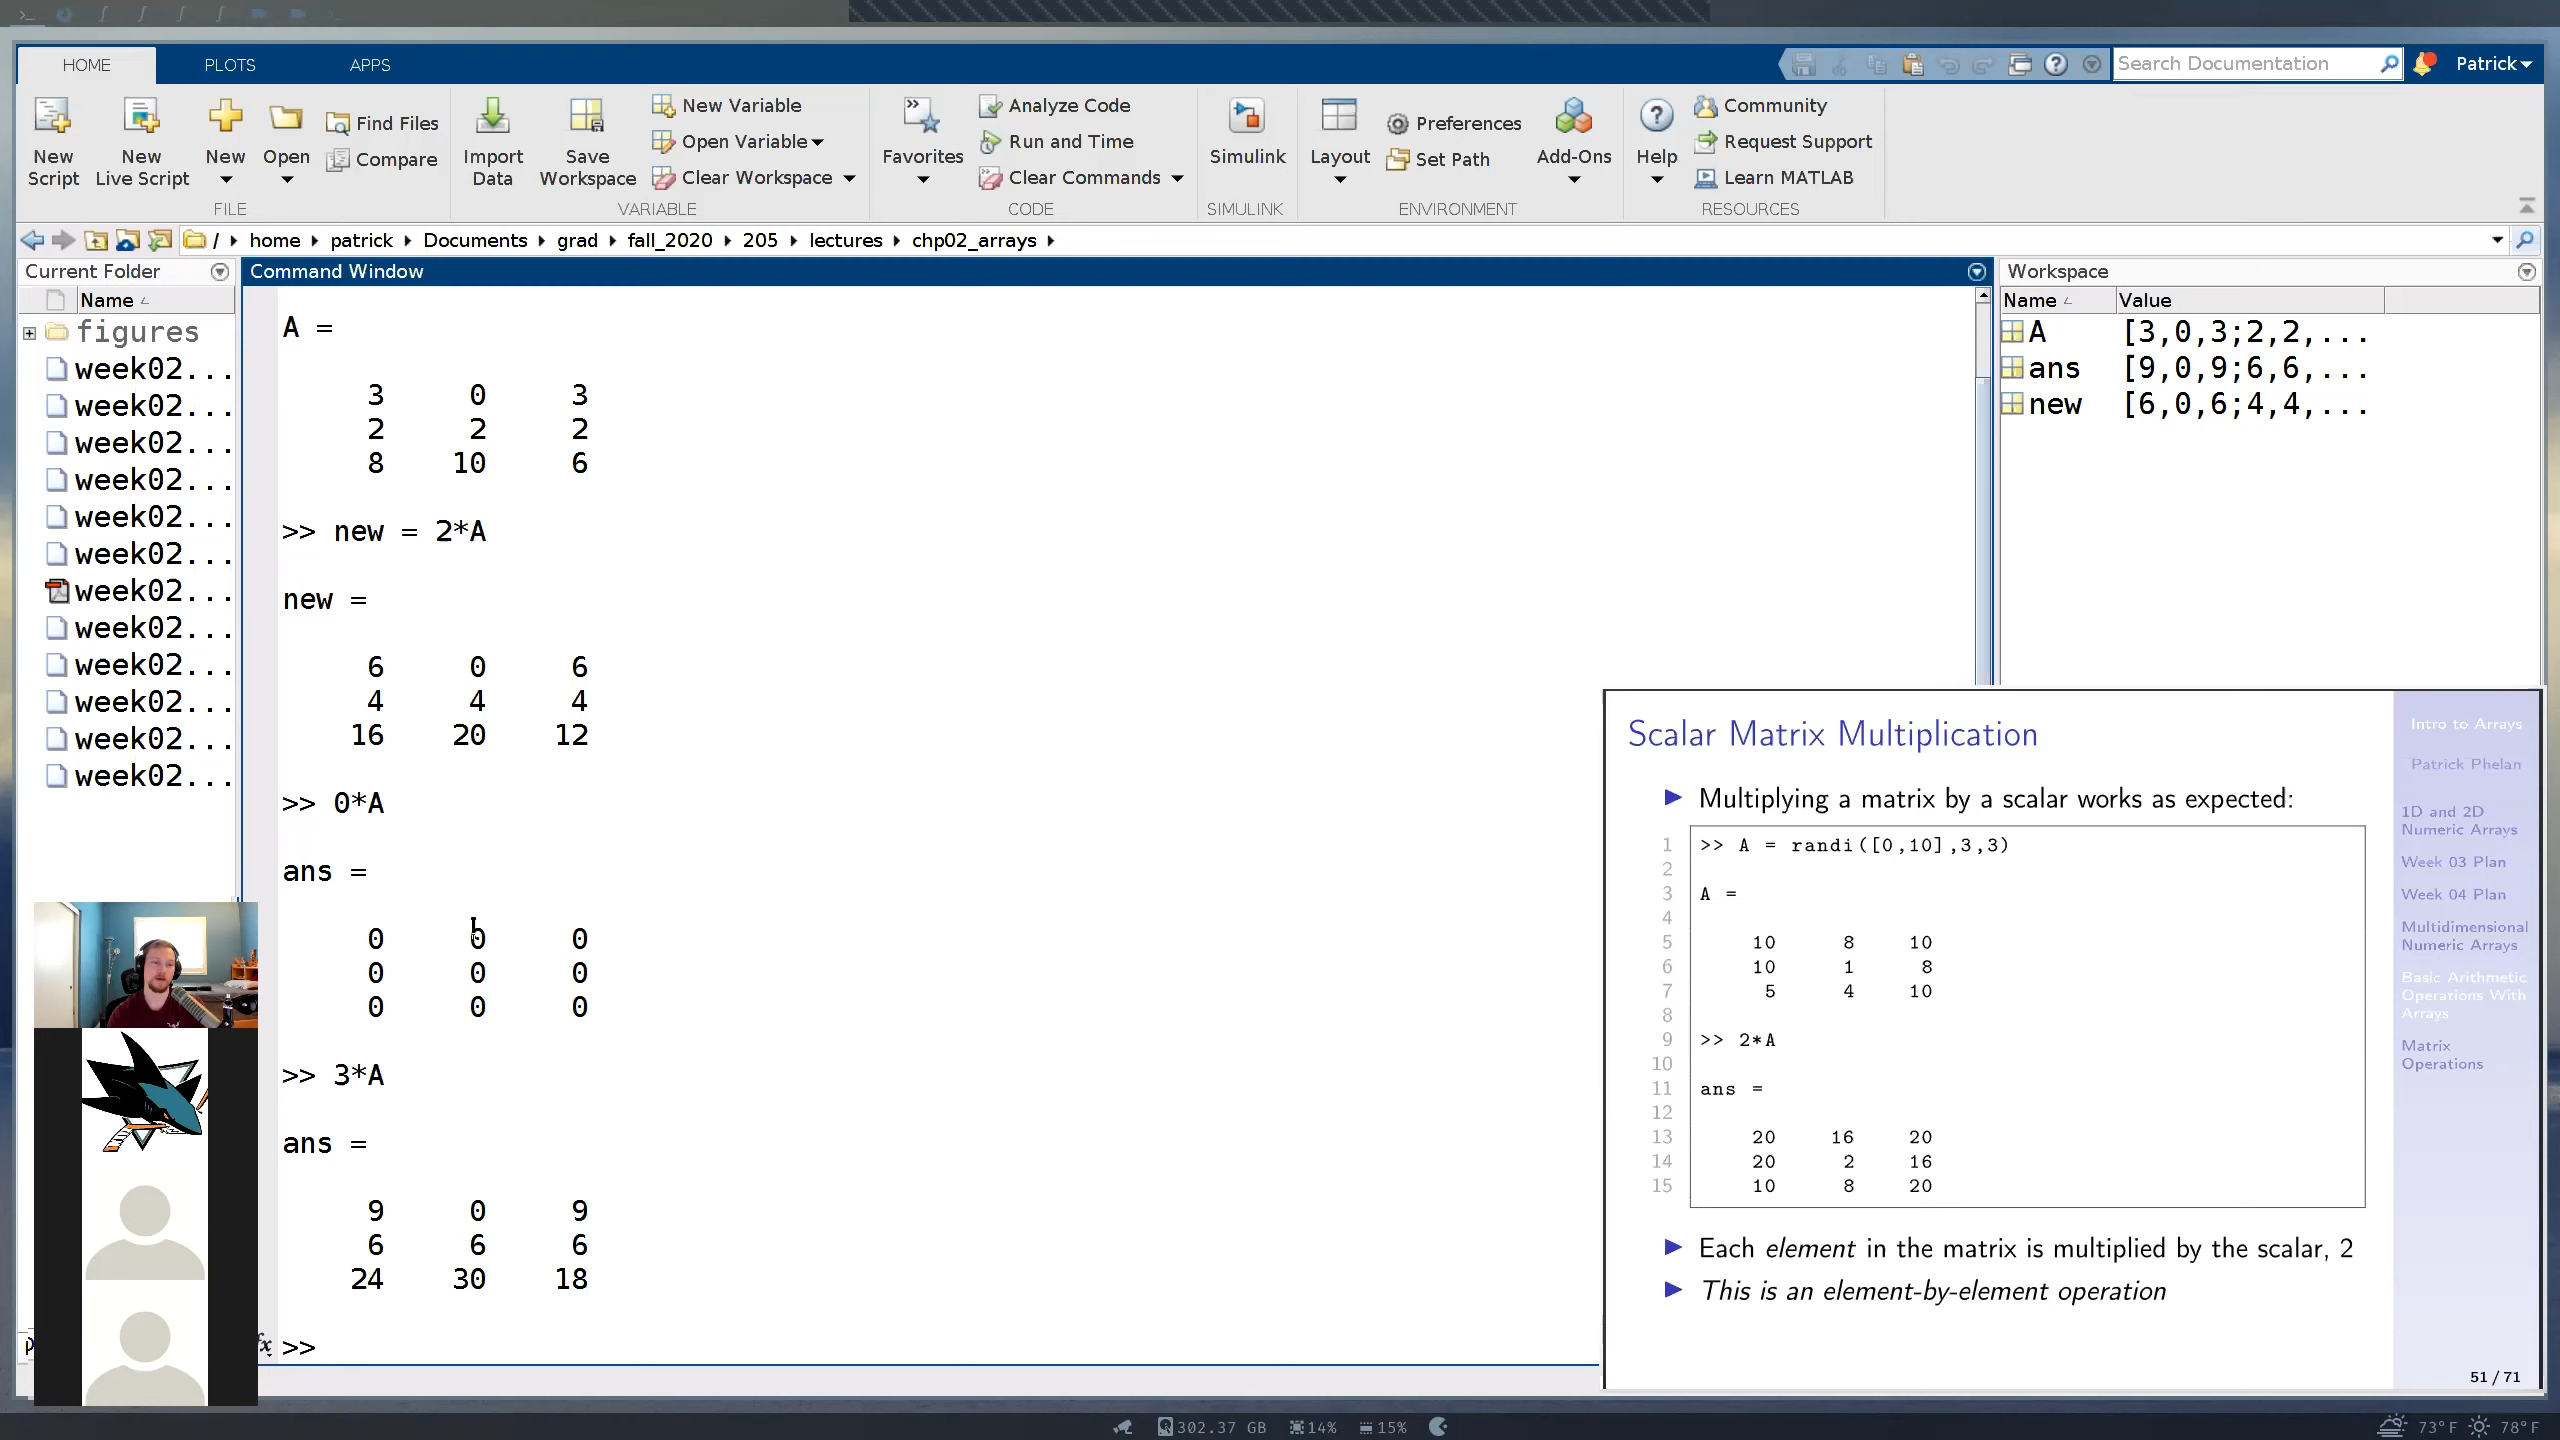 HOME PLOTS APPS
Search Documentation
Patrick
New Script
New Live Script
New
Open
Find Files
Compare
FILE
Import Data
Save Workspace
New Variable
Open Variable
Clear Workspace
VARIABLE
Favorites
Analyze Code
Run and Time
Clear Commands
CODE
Simulink
SIMULINK
Layout
Preferences
Set Path
Add-Ons
ENVIRONMENT
Help
Community
Request Support
Learn MATLAB
RESOURCES
/ home patrick Documents grad fall_2020 205 lectures chp02_arrays
Current Folder
Name
figures
week02...
week02...
week02...
week02...
week02...
week02...
week02...
week02...
week02...
week02...
week02...
week02...
Command Window
A =
3 0 3
2 2 2
8 10 6
>> new = 2*A
new =
6 0 6
4 4 4
16 20 12
>> 0*A
ans =
0 0 0
0 0 0
0 0 0
>> 3*A
ans =
9 0 9
6 6 6
24 30 18
fx >>
Workspace
Name Value
A [3,0,3;2,2,...
ans [9,0,9;6,6,...
new [6,0,6;4,4,...
Scalar Matrix Multiplication
Multiplying a matrix by a scalar works as expected:
1 >> A = randi([0,10],3,3)
2
3 A =
4
5 10 8 10
6 10 1 8
7 5 4 10
8
9 >> 2*A
10
11 ans =
12
13 20 16 20
14 20 2 16
15 10 8 20
Each element in the matrix is multiplied by the scalar, 2
This is an element-by-element operation
Intro to Arrays
Patrick Phelan
1D and 2D
Numeric Arrays
Week 03 Plan
Week 04 Plan
Multidimensional
Numeric Arrays
Basic Arithmetic
Operations With
Arrays
Matrix
Operations
51 / 71
302.37 GB 14% 15%
73°F 78°F